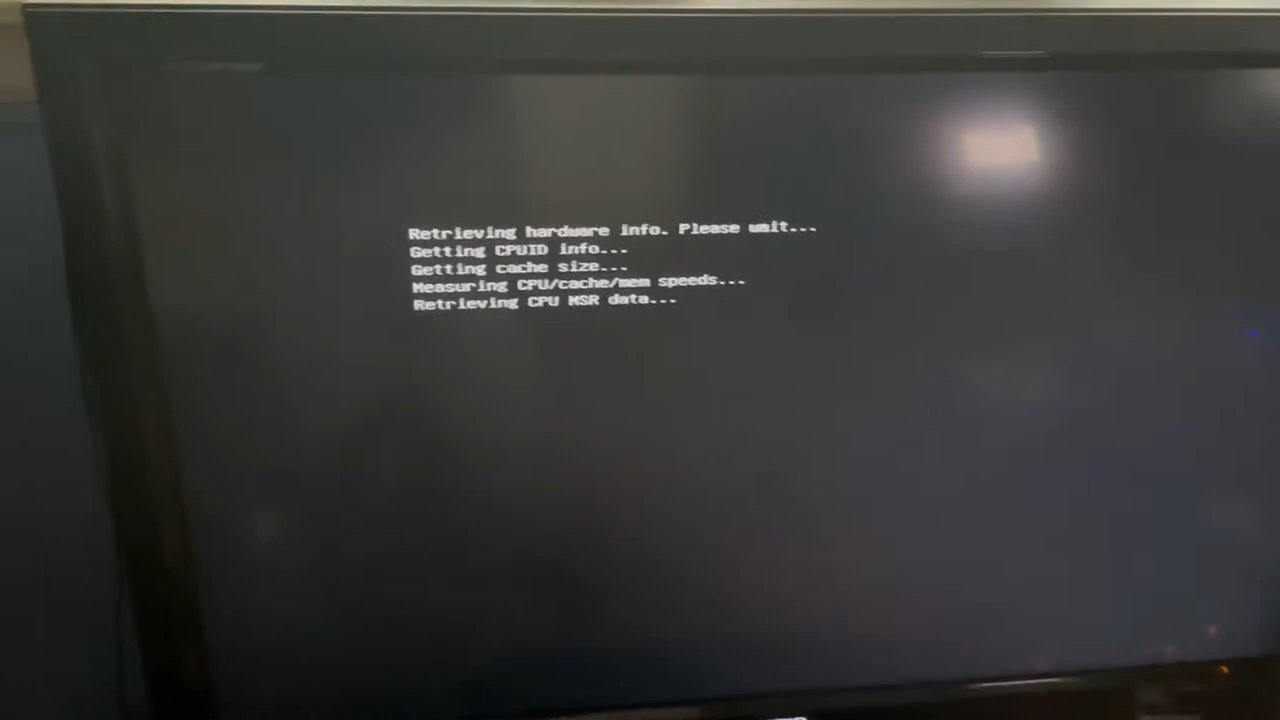 Retrieving hardware info. Please wait...
Getting CPUID info...
Getting cache size...
Measuring CPU/cache/mem speeds...
Retrieving CPU MSR data...